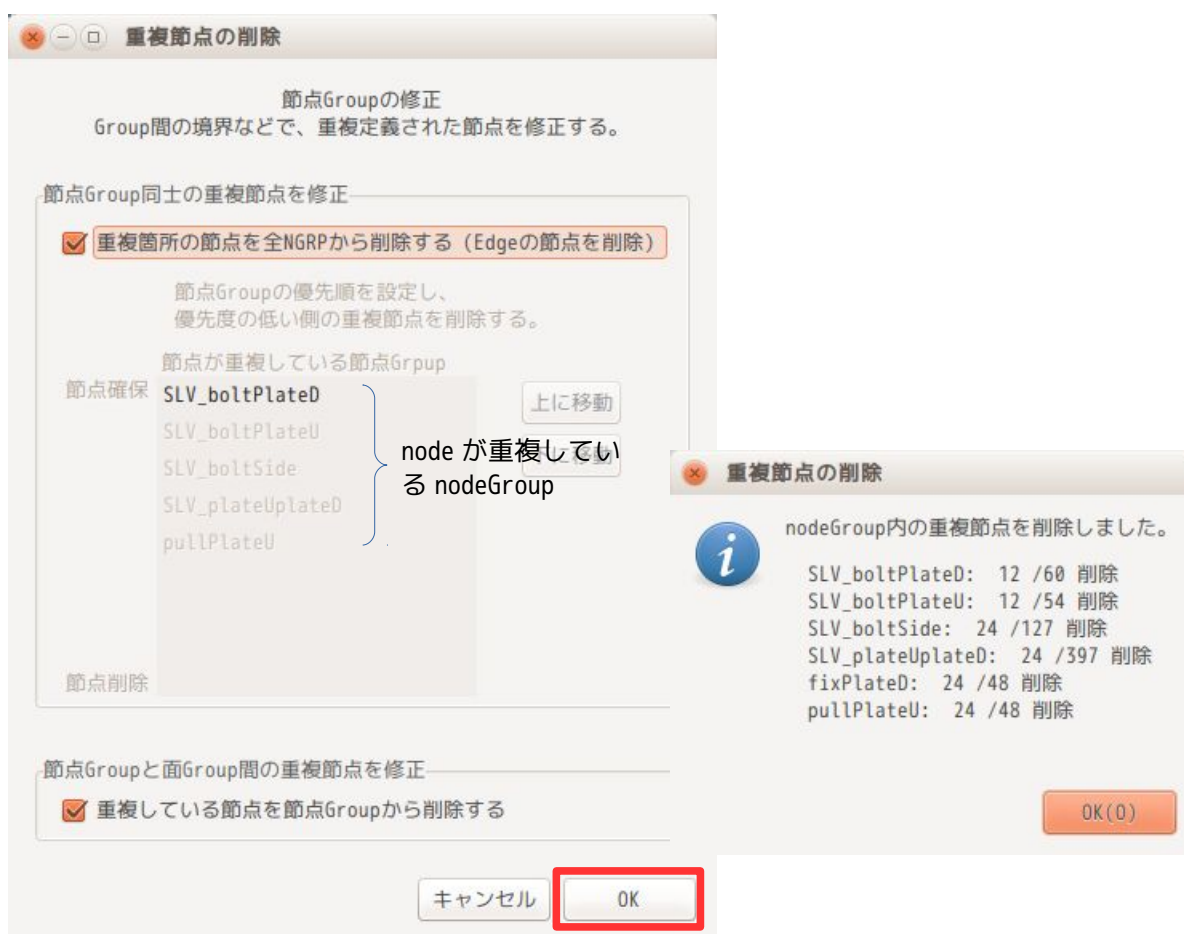 重複節点の削除
節点Groupの修正
Group間の境界などで、重複定義された節点を修正する。
節点Group同士の重複節点を修正
重複箇所の節点を全NGRPから削除する (Edgeの節点を削除)
節点Groupの優先順を設定し、
優先度の低い側の重複節点を削除する。
節点が重複している節点Grpup
節点確保
SLV_boltPlateD
SLV_boltPlateU
SLV_boltSide
SLV_plateUplateD
pullPlateU
節点削除
上に移動
下に移動
node が重複してい
る nodeGroup
節点Groupと面Group間の重複節点を修正
重複している節点を節点Groupから削除する
キャンセル
OK
重複節点の削除
nodeGroup内の重複節点を削除しました。
SLV_boltPlateD: 12 /60 削除
SLV_boltPlateU: 12 /54 削除
SLV_boltSide: 24 /127 削除
SLV_plateUplateD: 24 /397 削除
fixPlateD: 24 /48 削除
pullPlateU: 24 /48 削除
OK(O)